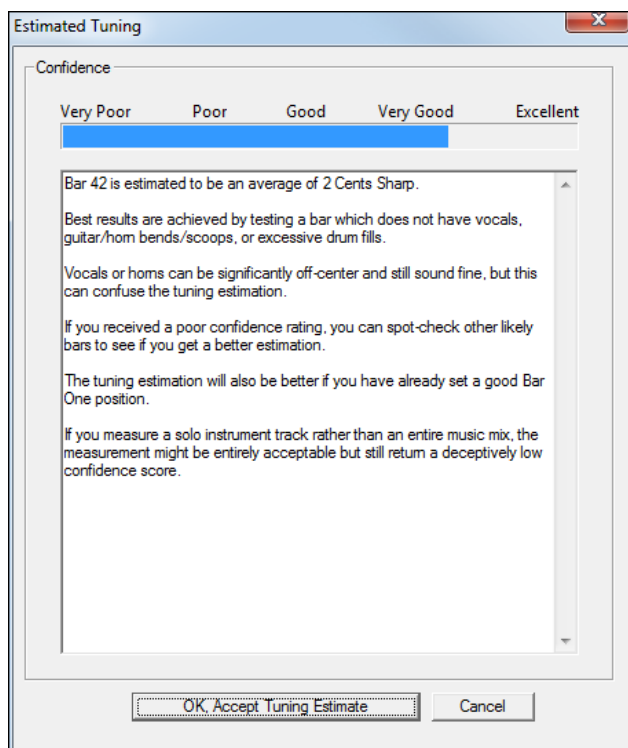 Estimated Tuning
Confidence
Very Poor Poor Good Very Good Excellent
Bar 42 is estimated to be an average of 2 Cents Sharp.
Best results are achieved by testing a bar which does not have vocals,
guitar/horn bends/scoops, or excessive drum fills.
Vocals or horns can be significantly off-center and still sound fine, but this
can confuse the tuning estimation.
If you received a poor confidence rating, you can spot-check other likely
bars to see if you get a better estimation.
The tuning estimation will also be better if you have already set a good Bar
One position.
If you measure a solo instrument track rather than an entire music mix, the
measurement might be entirely acceptable but still return a deceptively low
confidence score.
OK, Accept Tuning Estimate Cancel